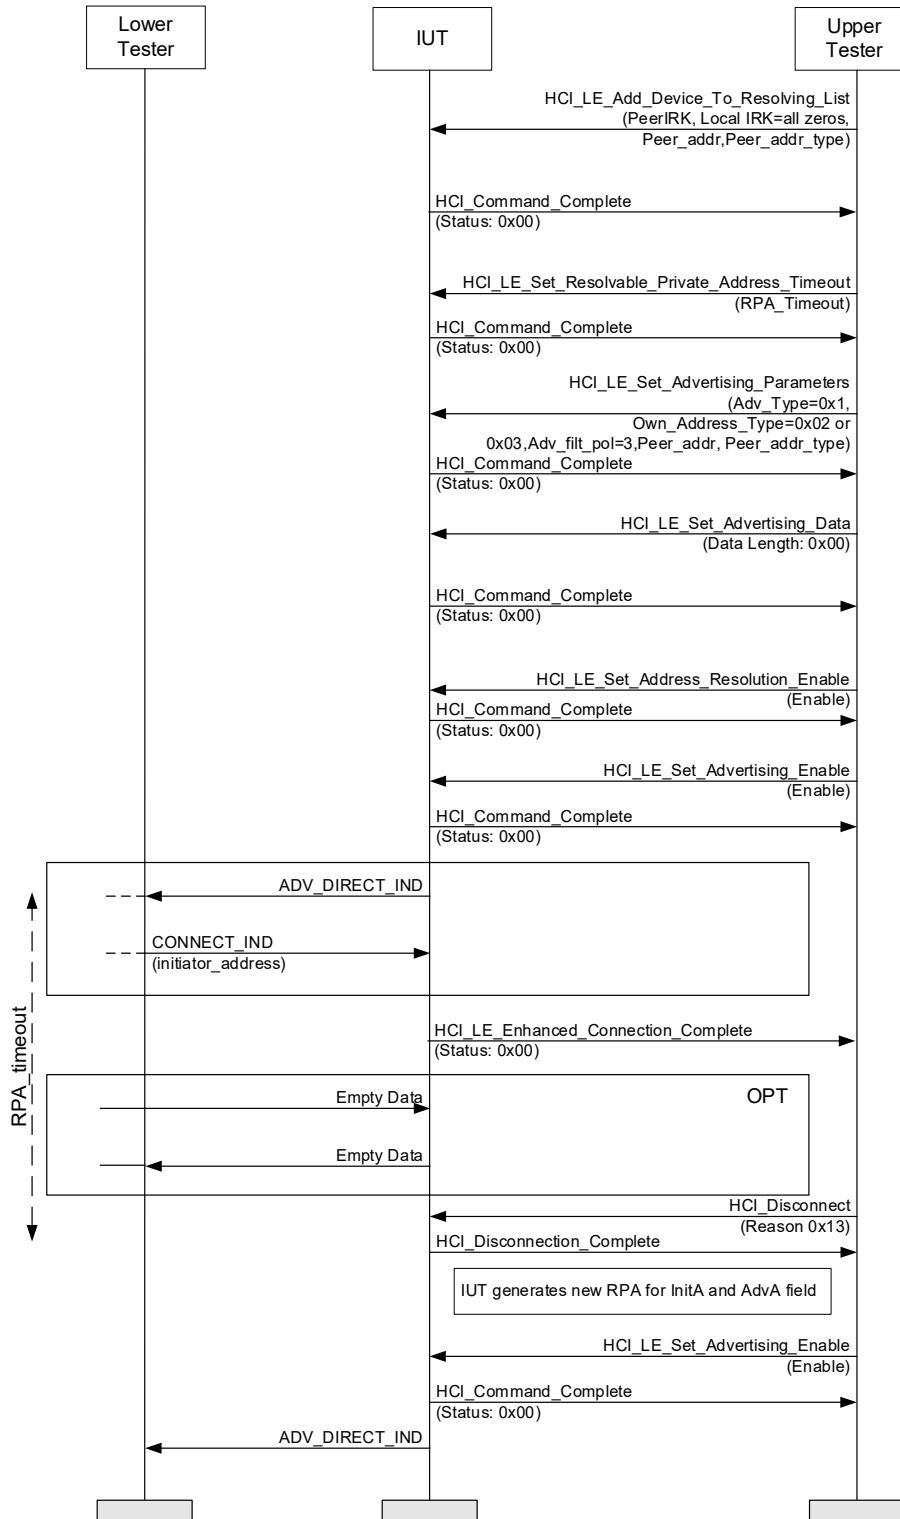 Lower
Tester
IUT
Upper
Tester
HCI_LE_Add_Device_To_Resolving_List
(PeerIRK, Local IRK=all zeros,
Peer_addr,Peer_addr_type)
HCI_Command_Complete
(Status: 0x00)
HCI_LE_Set_Resolvable_Private_Address_Timeout
(RPA_Timeout)
HCI_Command_Complete
(Status: 0x00)
HCI_LE_Set_Advertising_Parameters
(Adv_Type=0x1,
Own_Address_Type=0x02 or
0x03,Adv_filt_pol=3,Peer_addr, Peer_addr_type)
HCI_Command_Complete
(Status: 0x00)
HCI_LE_Set_Advertising_Data
(Data Length: 0x00)
HCI_Command_Complete
(Status: 0x00)
HCI_LE_Set_Address_Resolution_Enable
(Enable)
HCI_Command_Complete
(Status: 0x00)
HCI_LE_Set_Advertising_Enable
(Enable)
HCI_Command_Complete
(Status: 0x00)
ADV_DIRECT_IND
CONNECT_IND
(initiator_address)
RPA_timeout
HCI_LE_Enhanced_Connection_Complete
(Status: 0x00)
OPT
Empty Data
Empty Data
HCI_Disconnect
(Reason 0x13)
HCI_Disconnection_Complete
IUT generates new RPA for InitA and AdvA field
HCI_LE_Set_Advertising_Enable
(Enable)
HCI_Command_Complete
(Status: 0x00)
ADV_DIRECT_IND